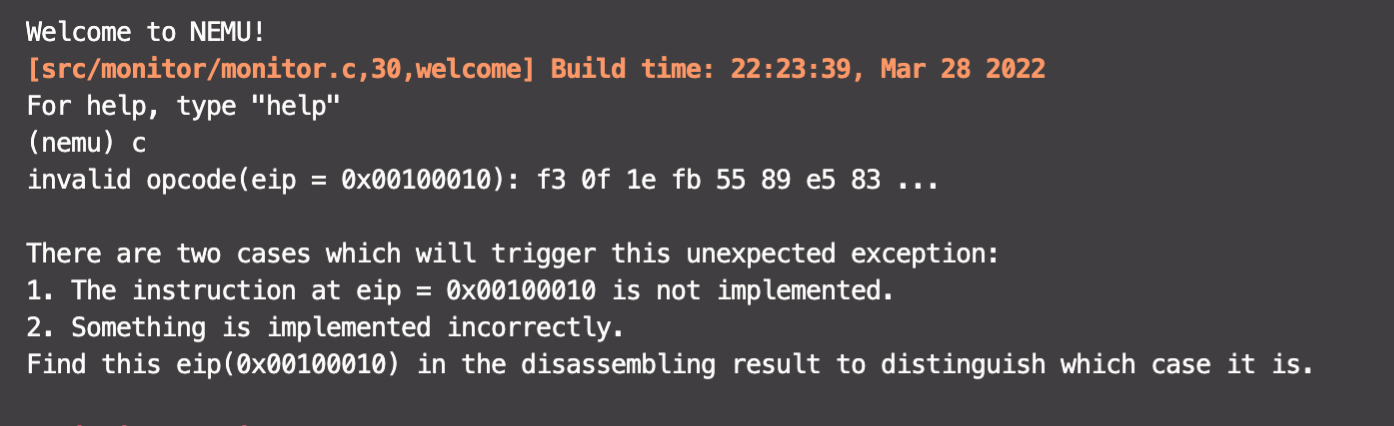 Welcome to NEMU!
[src/monitor/monitor.c,30,welcome] Build time: 22:23:39, Mar 28 2022
For help, type "help"
(nemu) c
invalid opcode(eip = 0x00100010): f3 0f 1e fb 55 89 e5 83 ...
There are two cases which will trigger this unexpected exception:
1. The instruction at eip = 0x00100010 is not implemented.
2. Something is implemented incorrectly.
Find this eip(0x00100010) in the disassembling result to distinguish which case it is.